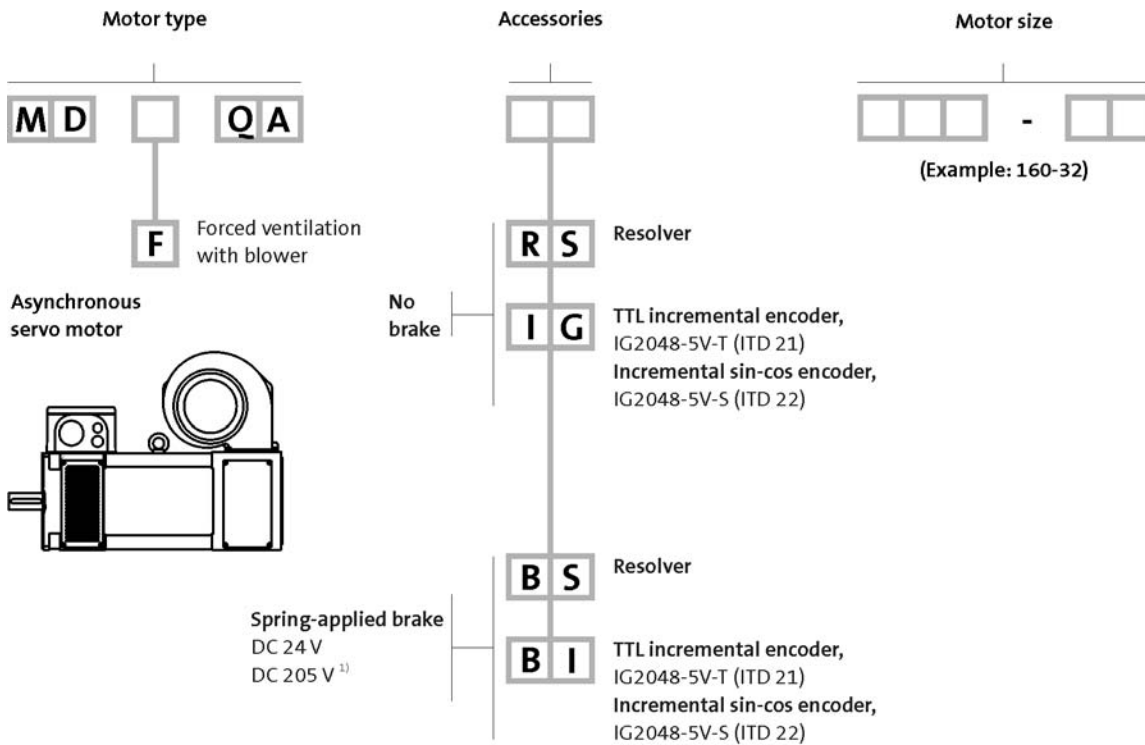 Motor type
Accessories
Motor size
M D
Q A
-
(Example: 160-32)
F
Forced ventilation
with blower
Asynchronous
servo motor
No
brake
R S
Resolver
I G
TTL incremental encoder,
IG2048-5V-T (ITD 21)
Incremental sin-cos encoder,
IG2048-5V-S (ITD 22)
Spring-applied brake
DC 24 V
DC 205 V 1)
B S
Resolver
B I
TTL incremental encoder,
IG2048-5V-T (ITD 21)
Incremental sin-cos encoder,
IG2048-5V-S (ITD 22)